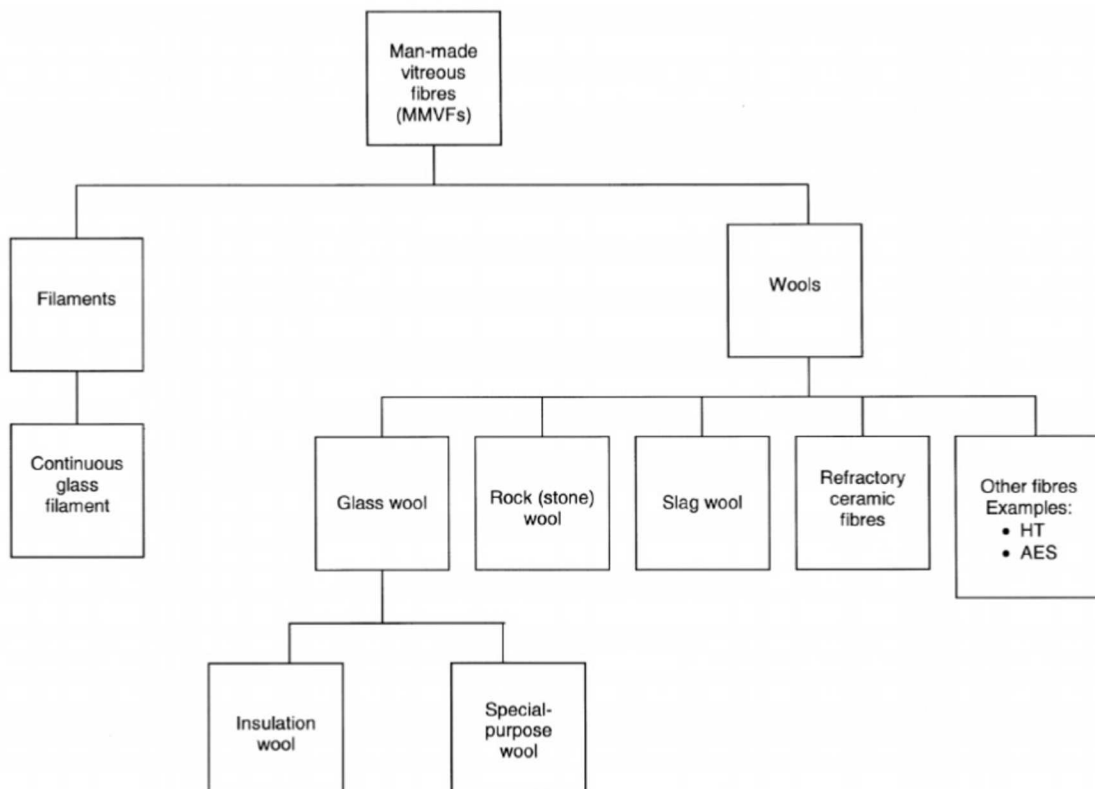 Man-made
vitreous
fibres
(MMVFs)
Filaments
Wools
Continuous
glass
filament
Glass wool
Rock (stone)
wool
Slag wool
Refractory
ceramic
fibres
Other fibres
Examples:
• HT
• AES
Insulation
wool
Special-
purpose
wool